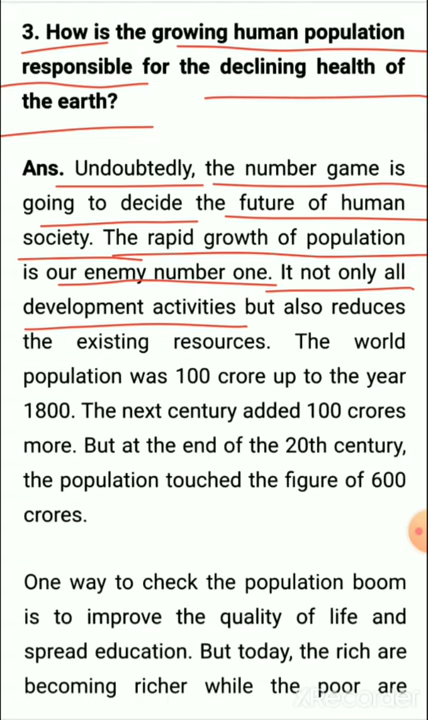 3. How is the growing human population
responsible for the declining health of
the earth?
Ans. Undoubtedly, the number game is
going to decide the future of human
society. The rapid growth of population
is our enemy number one. It not only all
development activities but also reduces
the existing resources. The world
population was 100 crore up to the year
1800. The next century added 100 crores
more. But at the end of the 20th century,
the population touched the figure of 600
crores.
One way to check the population boom
is to improve the quality of life and
spread education. But today, the rich are
becoming richer while the poor are
XRecorder